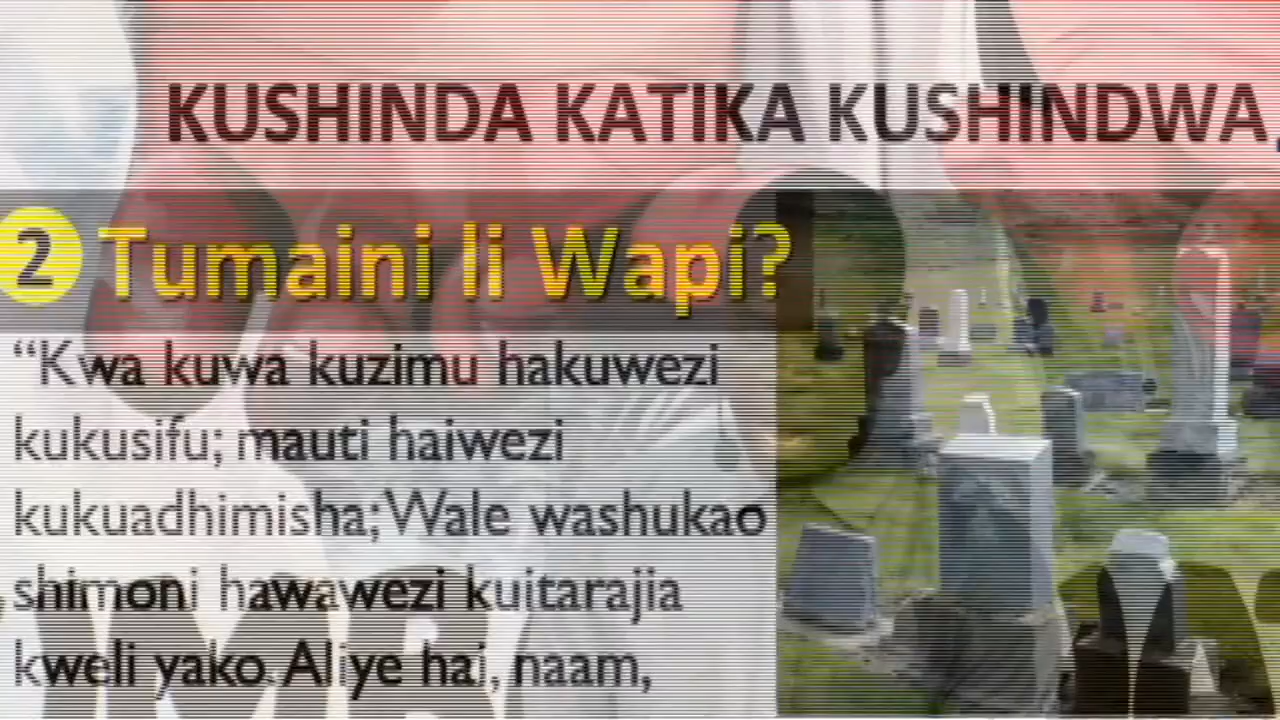 KUSHINDA KATIKA KUSHINDWA,
2 Tumaini li Wapi?
“Kwa kuwa kuzimu hakuwezi
kukusifu; mauti haiwezi
kukuadhimisha; Wale washukao
shimoni hawawezi kuitarajia
kweli yako. Aliye hai, naam,